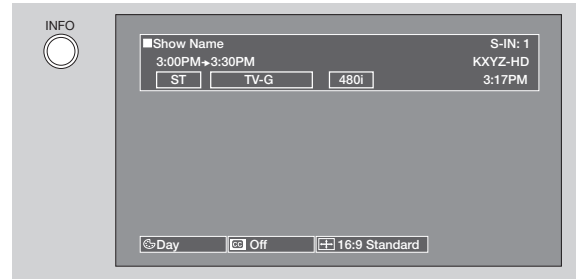 INFO
■Show Name S-IN: 1
3:00PM→3:30PM KXYZ-HD
ST TV-G 480i 3:17PM
Day CC Off 16:9 Standard